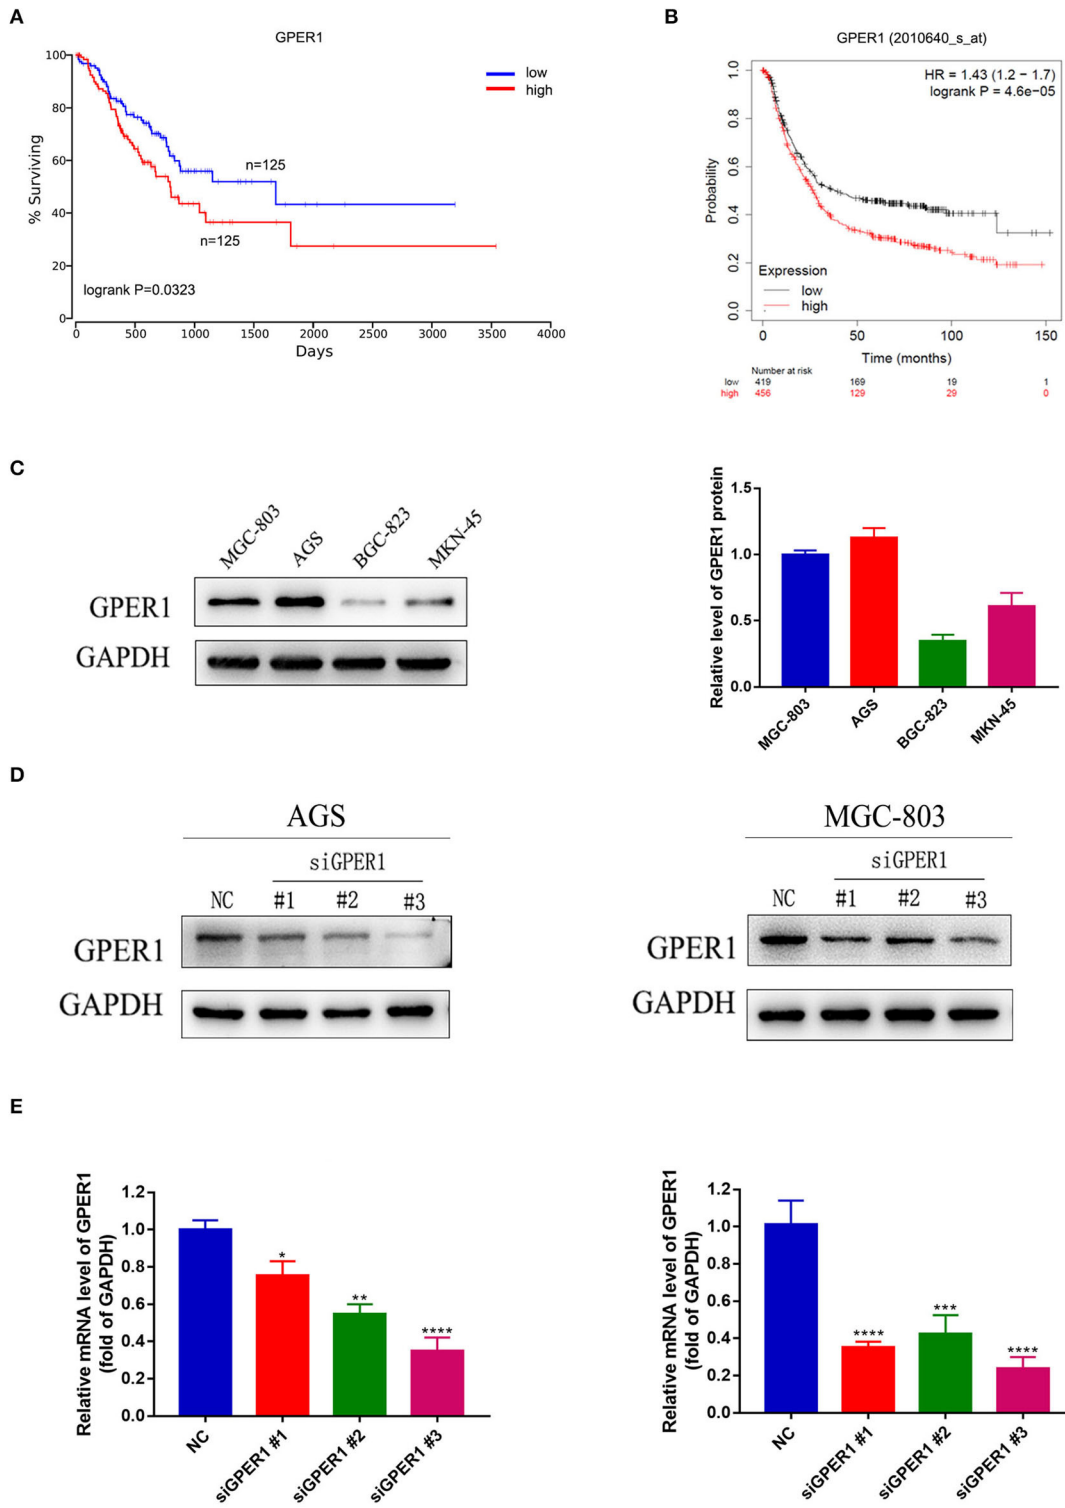 A
GPER1
100
80
60
40
20
0
% Surviving
low
high
n=125
n=125
logrank P=0.0323
0 500 1000 1500 2000 2500 3000 3500 4000
Days
B
GPER1 (2010640_s_at)
HR = 1.43 (1.2 − 1.7)
logrank P = 4.6e−05
1.0
0.8
0.6
0.4
0.2
0.0
Probability
Expression
low
high
0 50 100 150
Time (months)
Number at risk
low 419 169 19 1
high 456 129 29 0
C
MGC-803 AGS BGC-823 MKN-45
GPER1
GAPDH
Relative level of GPER1 protein
1.5
1.0
0.5
0.0
MGC-803 AGS BGC-823 MKN-45
D
AGS
siGPER1
NC #1 #2 #3
GPER1
GAPDH
MGC-803
siGPER1
NC #1 #2 #3
GPER1
GAPDH
E
Relative mRNA level of GPER1
(fold of GAPDH)
1.2
1.0
0.8
0.6
0.4
0.2
0.0
*
**
****
NC siGPER1 #1 siGPER1 #2 siGPER1 #3
Relative mRNA level of GPER1
(fold of GAPDH)
1.2
1.0
0.8
0.6
0.4
0.2
0.0
****
***
****
NC siGPER1 #1 siGPER1 #2 siGPER1 #3